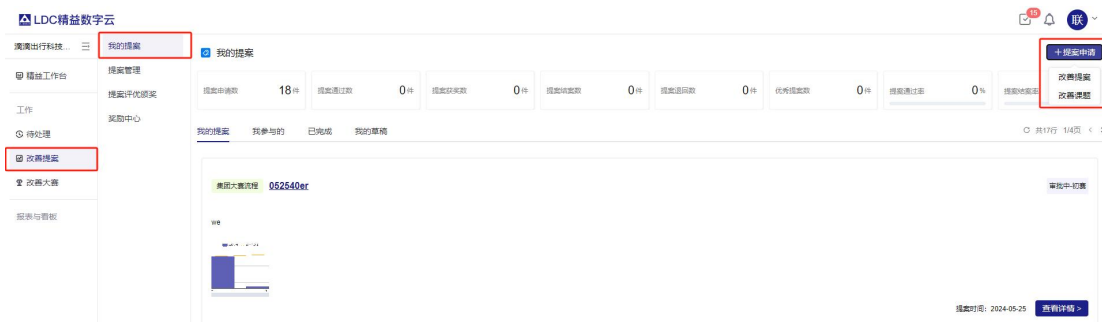 LDC精益数字云
15
联
滴滴出行科技...
我的提案
我的提案
+提案申请
精益工作台
提案管理
改善提案
提案评优颁奖
提案申请数 18件
提案通过数 0件
提案获奖数 0件
提案结案数 0件
提案退回数 0件
优秀提案数 0件
提案通过率 0%
提案结案率
改善课题
工作
奖励中心
待处理
我的提案 我参与的 已完成 我的草稿
共17行 1/4页
改善提案
改善大赛
集团大赛流程 052540er
审批中-初赛
报表与看板
we
提案时间：2024-05-25 查看详情 >